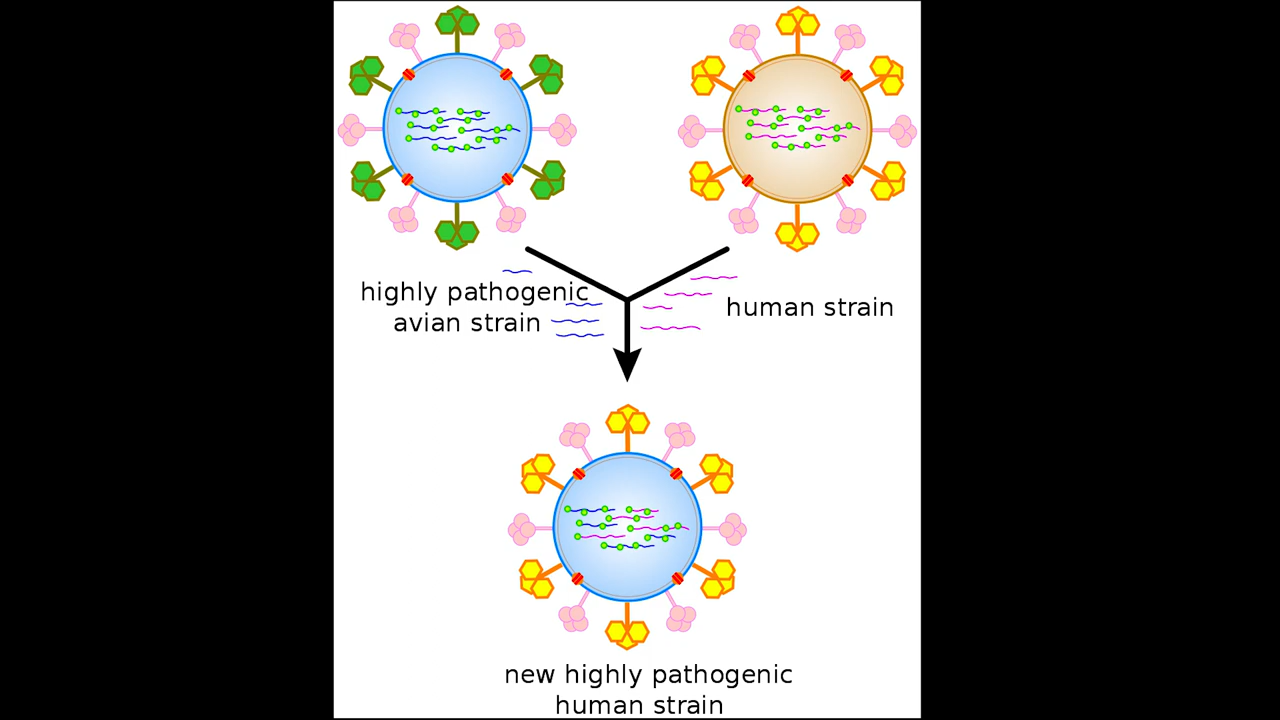 highly pathogenic
avian strain
human strain
new highly pathogenic
human strain